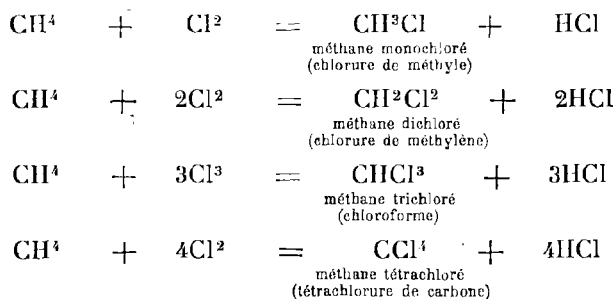 CH⁴ + Cl² = CH³Cl + HCl
méthane monochloré
(chlorure de méthyle)
CH⁴ + 2Cl² = CH²Cl² + 2HCl
méthane dichloré
(chlorure de méthylène)
CH⁴ + 3Cl³ = CHCl³ + 3HCl
méthane trichloré
(chloroforme)
CH⁴ + 4Cl² = CCl⁴ + 4HCl
méthane tétrachloré
(tétrachlorure de carbone)